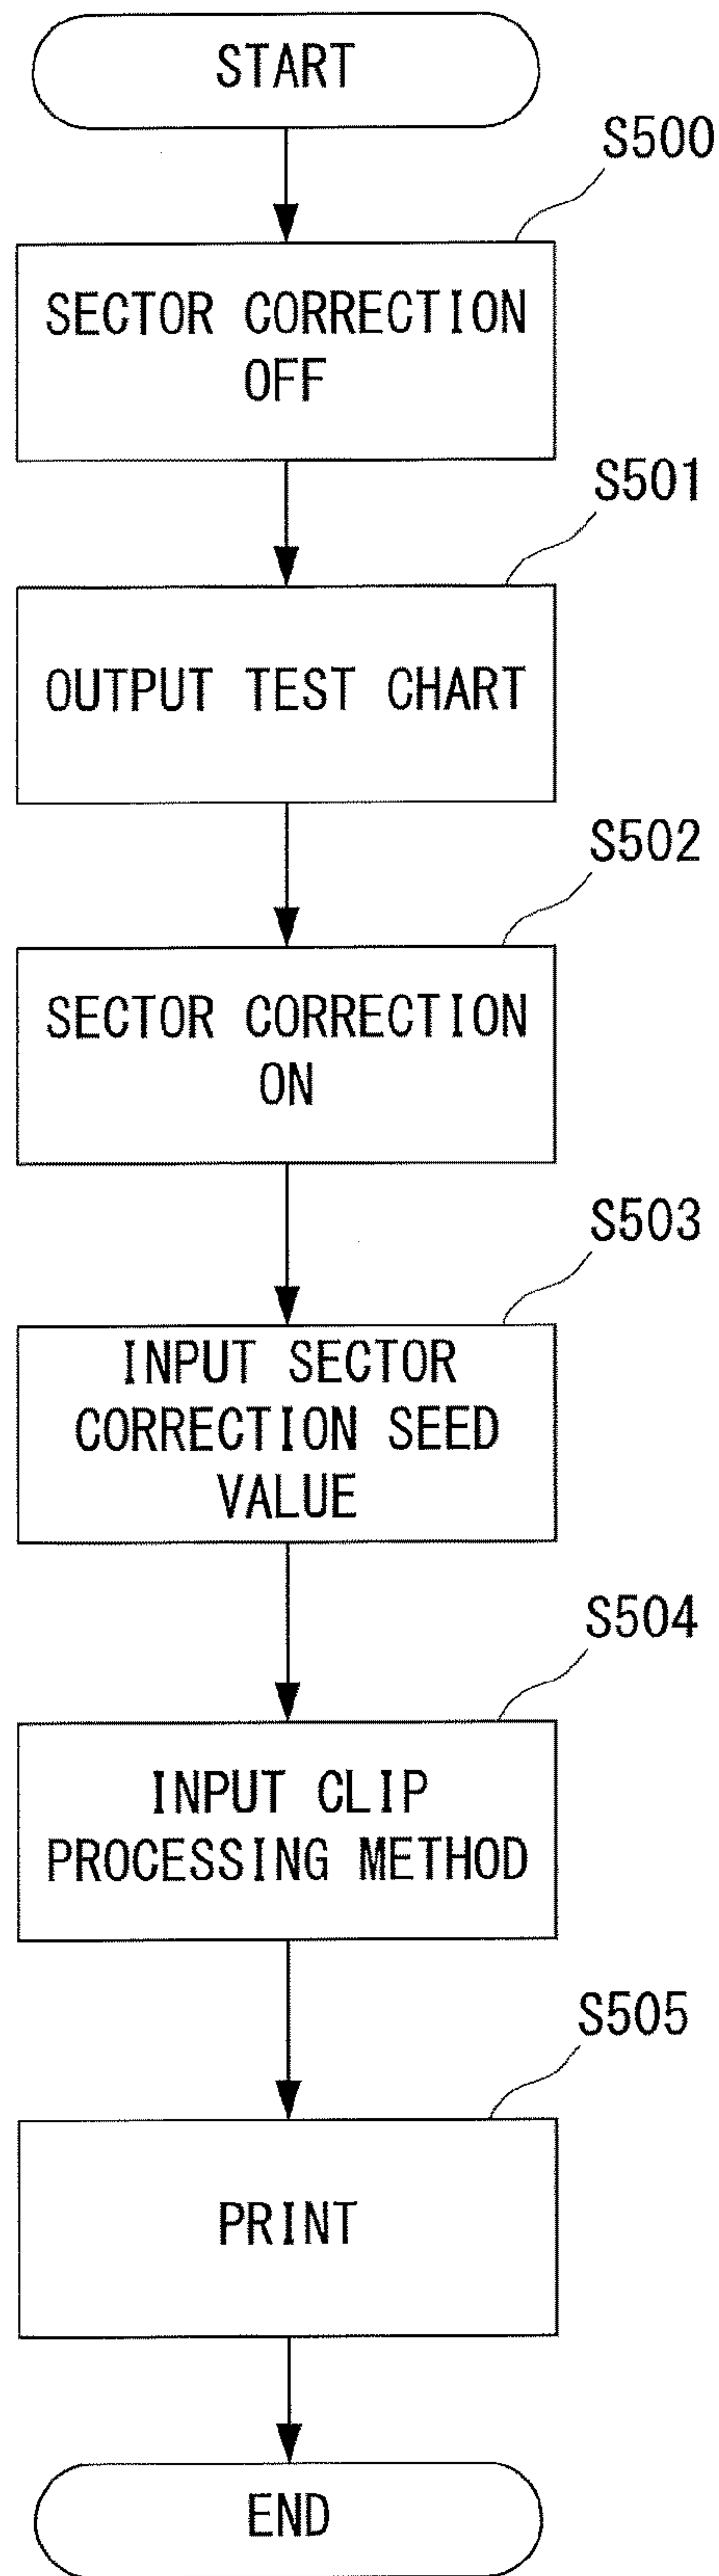 START
S500
SECTOR CORRECTION
OFF
S501
OUTPUT TEST CHART
S502
SECTOR CORRECTION
ON
S503
INPUT SECTOR
CORRECTION SEED
VALUE
S504
INPUT CLIP
PROCESSING METHOD
S505
PRINT
END